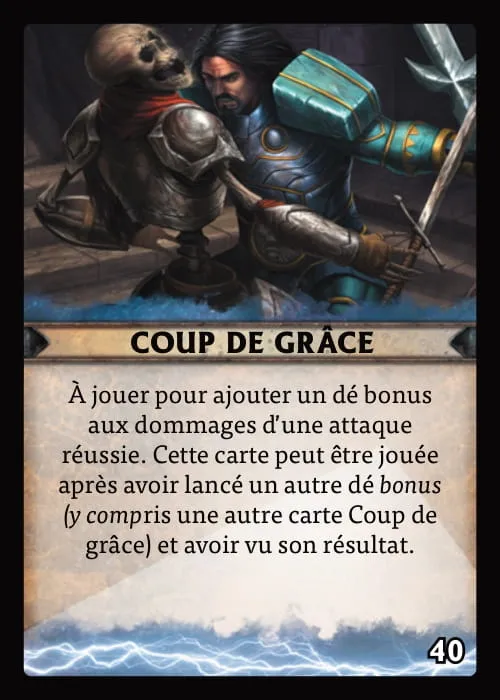 COUP DE GRÂCE
À jouer pour ajouter un dé bonus
aux dommages d'une attaque
réussie. Cette carte peut être jouée
après avoir lancé un autre dé bonus
(y compris une autre carte Coup de
grâce) et avoir vu son résultat.
40